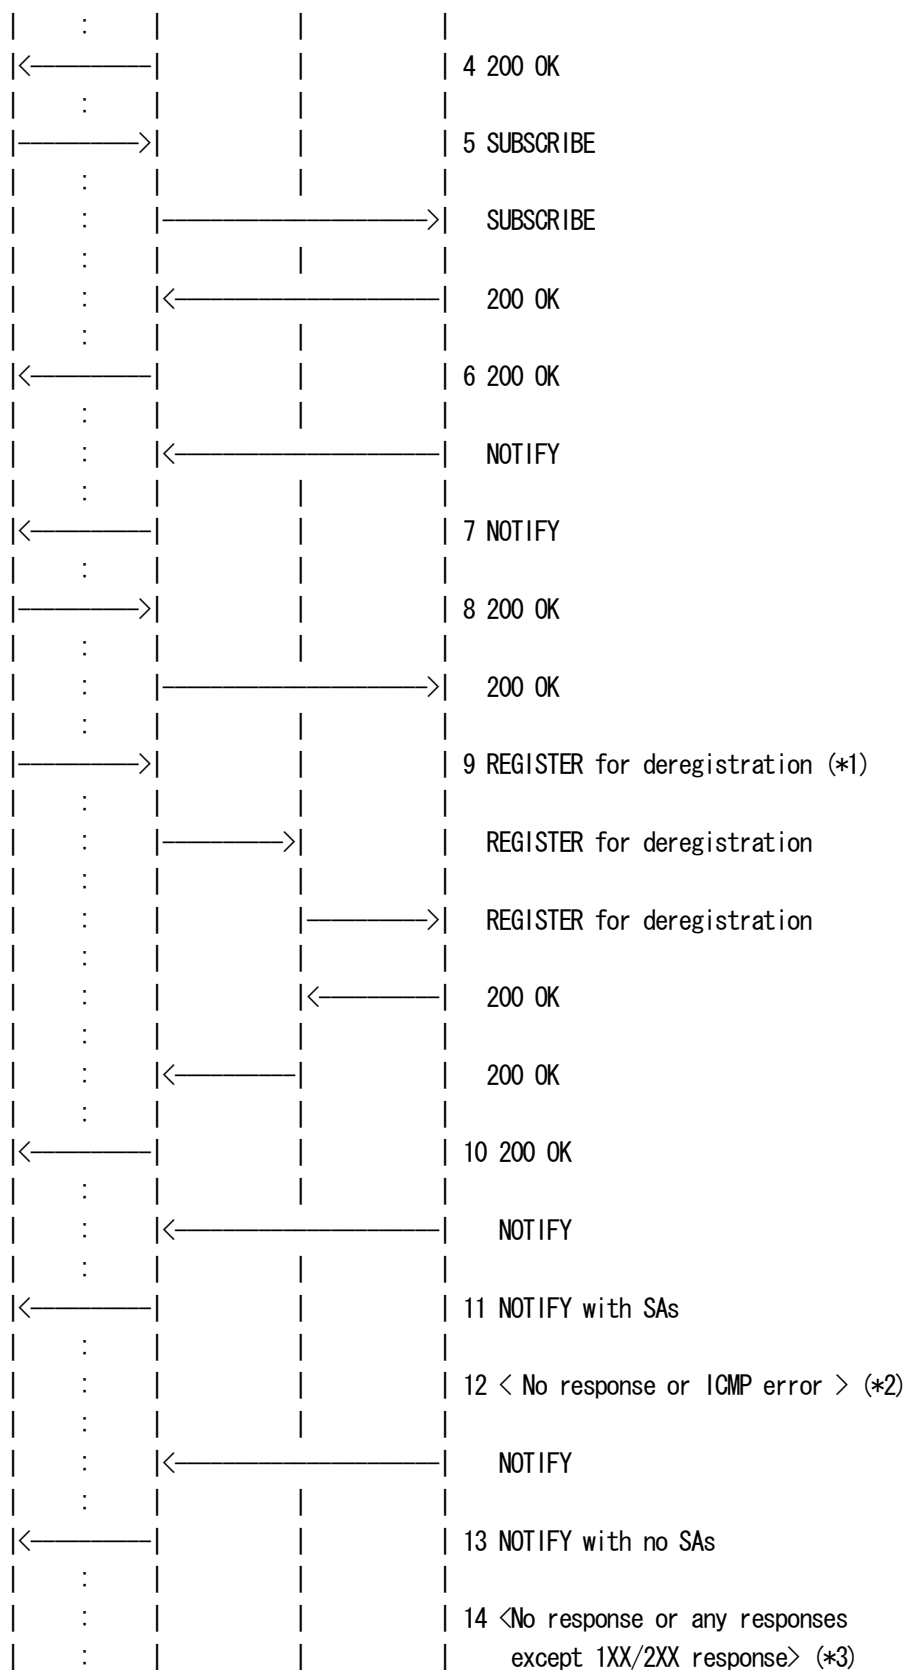 4 200 OK
5 SUBSCRIBE
SUBSCRIBE
200 OK
6 200 OK
NOTIFY
7 NOTIFY
8 200 OK
200 OK
9 REGISTER for deregistration (*1)
REGISTER for deregistration
REGISTER for deregistration
200 OK
200 OK
10 200 OK
NOTIFY
11 NOTIFY with SAs
12 < No response or ICMP error > (*2)
NOTIFY
13 NOTIFY with no SAs
14 <No response or any responses
except 1XX/2XX response> (*3)